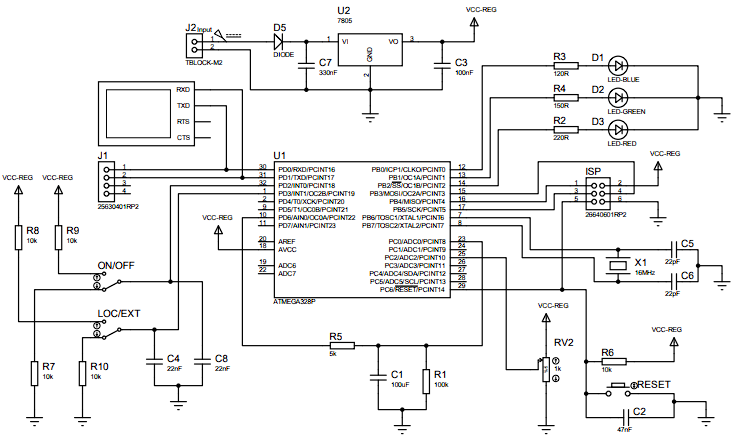 J2 Input
1
2
TBLOCK-M2
D5
DIODE
U2
7805
1 VI VO 3
GND
2
VCC-REG
C7
330nF
C3
100nF
R3
120R
D1
LED-BLUE
R4
150R
D2
LED-GREEN
R2
220R
D3
LED-RED
RXD
TXD
RTS
CTS
J1
1
2
3
4
25630401RP2
U1
30 PD0/RXD/PCINT16
31 PD1/TXD/PCINT17
32 PD2/INT0/PCINT18
1 PD3/INT1/OC2B/PCINT19
2 PD4/T0/XCK/PCINT20
9 PD5/T1/OC0B/PCINT21
10 PD6/AIN0/OC0A/PCINT22
11 PD7/AIN1/PCINT23
20 AREF
18 AVCC
19 ADC6
22 ADC7
PB0/ICP1/CLKO/PCINT0 12
PB1/OC1A/PCINT1 13
PB2/SS/OC1B/PCINT2 14
PB3/MOSI/OC2A/PCINT3 15
PB4/MISO/PCINT4 16
PB5/SCK/PCINT5 17
PB6/TOSC1/XTAL1/PCINT6 7
PB7/TOSC2/XTAL2/PCINT7 8
PC0/ADC0/PCINT8 23
PC1/ADC1/PCINT9 24
PC2/ADC2/PCINT10 25
PC3/ADC3/PCINT11 26
PC4/ADC4/SDA/PCINT12 27
PC5/ADC5/SCL/PCINT13 28
PC6/RESET/PCINT14 29
ATMEGA328P
VCC-REG
ISP
1 2
3 4
5 6
26640601RP2
VCC-REG
VCC-REG
VCC-REG
R8
10k
R9
10k
ON/OFF
LOC/EXT
R7
10k
R10
10k
C4
22nF
C8
22nF
X1
16MHz
C5
22pF
C6
22pF
R5
5k
C1
100uF
R1
100k
VCC-REG
RV2
1k
VCC-REG
R6
10k
RESET
C2
47nF